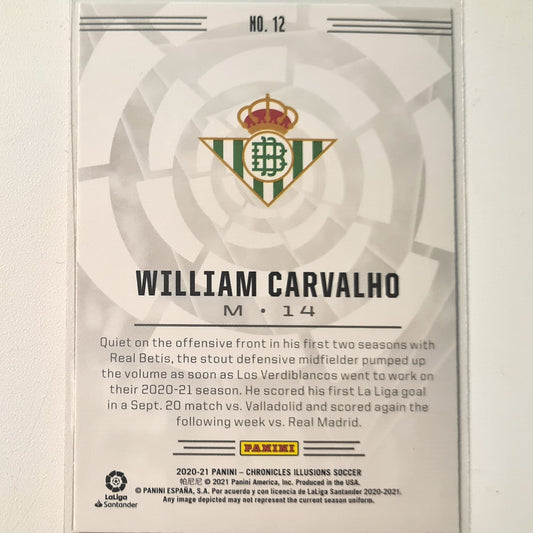 NO. 12
WILLIAM CARVALHO
M • 14
Quiet on the offensive front in his first two seasons with
Real Betis, the stout defensive midfielder pumped up
the volume as soon as Los Verdiblancos went to work on
their 2020-21 season. He scored his first La Liga goal
in a Sept. 20 match vs. Valladolid and scored again the
following week vs. Real Madrid.
PANINI
2020-21 PANINI – CHRONICLES ILLUSIONS SOCCER
帕尼尼 © 2021 Panini America, Inc. Produced in the USA.
© PANINI ESPAÑA, S.A. Por acuerdo y con licencia de LaLiga Santander 2020-2021.
Any image depicted may not represent the current season uniform.
LaLiga
Santander